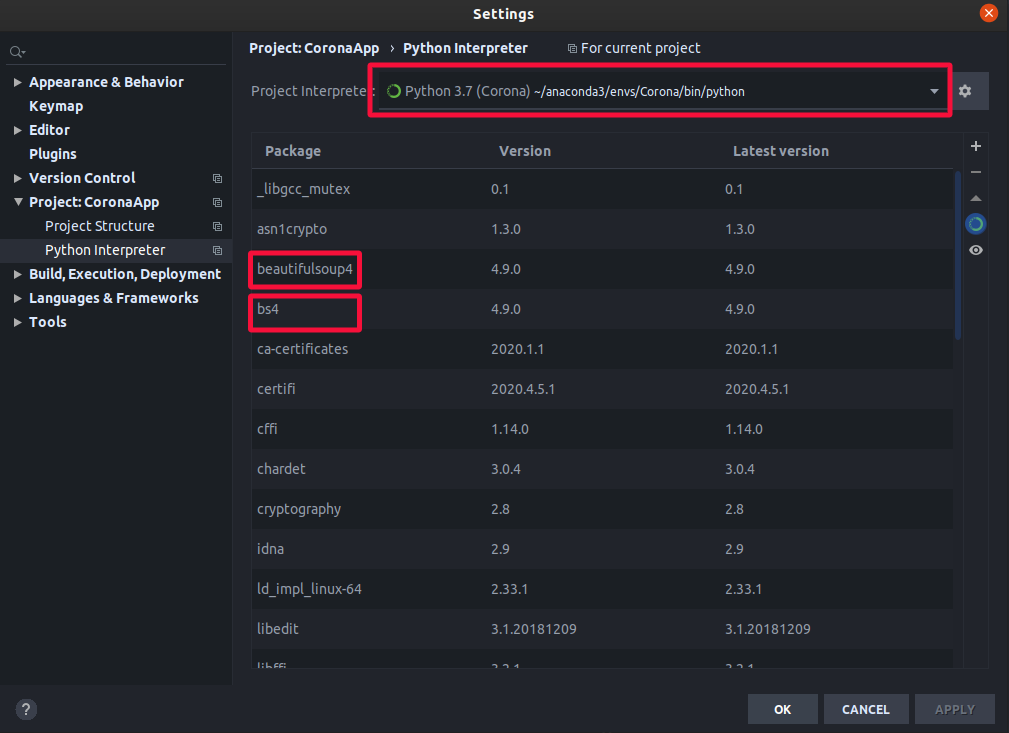 Settings
Project: CoronaApp › Python Interpreter For current project
Appearance & Behavior
Keymap
Editor
Plugins
Version Control
Project: CoronaApp
Project Structure
Python Interpreter
Build, Execution, Deployment
Languages & Frameworks
Tools
Project Interpreter: Python 3.7 (Corona) ~/anaconda3/envs/Corona/bin/python
Package Version Latest version
_libgcc_mutex 0.1 0.1
asn1crypto 1.3.0 1.3.0
beautifulsoup4 4.9.0 4.9.0
bs4 4.9.0 4.9.0
ca-certificates 2020.1.1 2020.1.1
certifi 2020.4.5.1 2020.4.5.1
cffi 1.14.0 1.14.0
chardet 3.0.4 3.0.4
cryptography 2.8 2.8
idna 2.9 2.9
ld_impl_linux-64 2.33.1 2.33.1
libedit 3.1.20181209 3.1.20181209
?
OK CANCEL APPLY